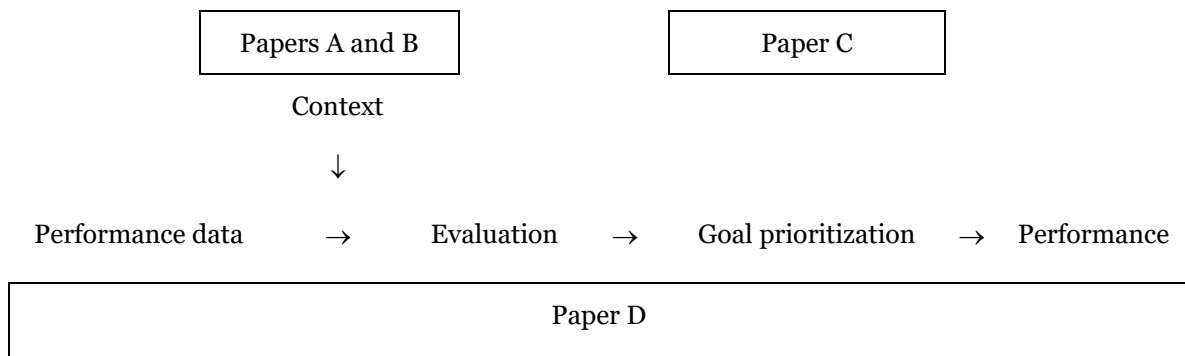 Papers A and B Paper C
Context
↓
Performance data → Evaluation → Goal prioritization → Performance
Paper D